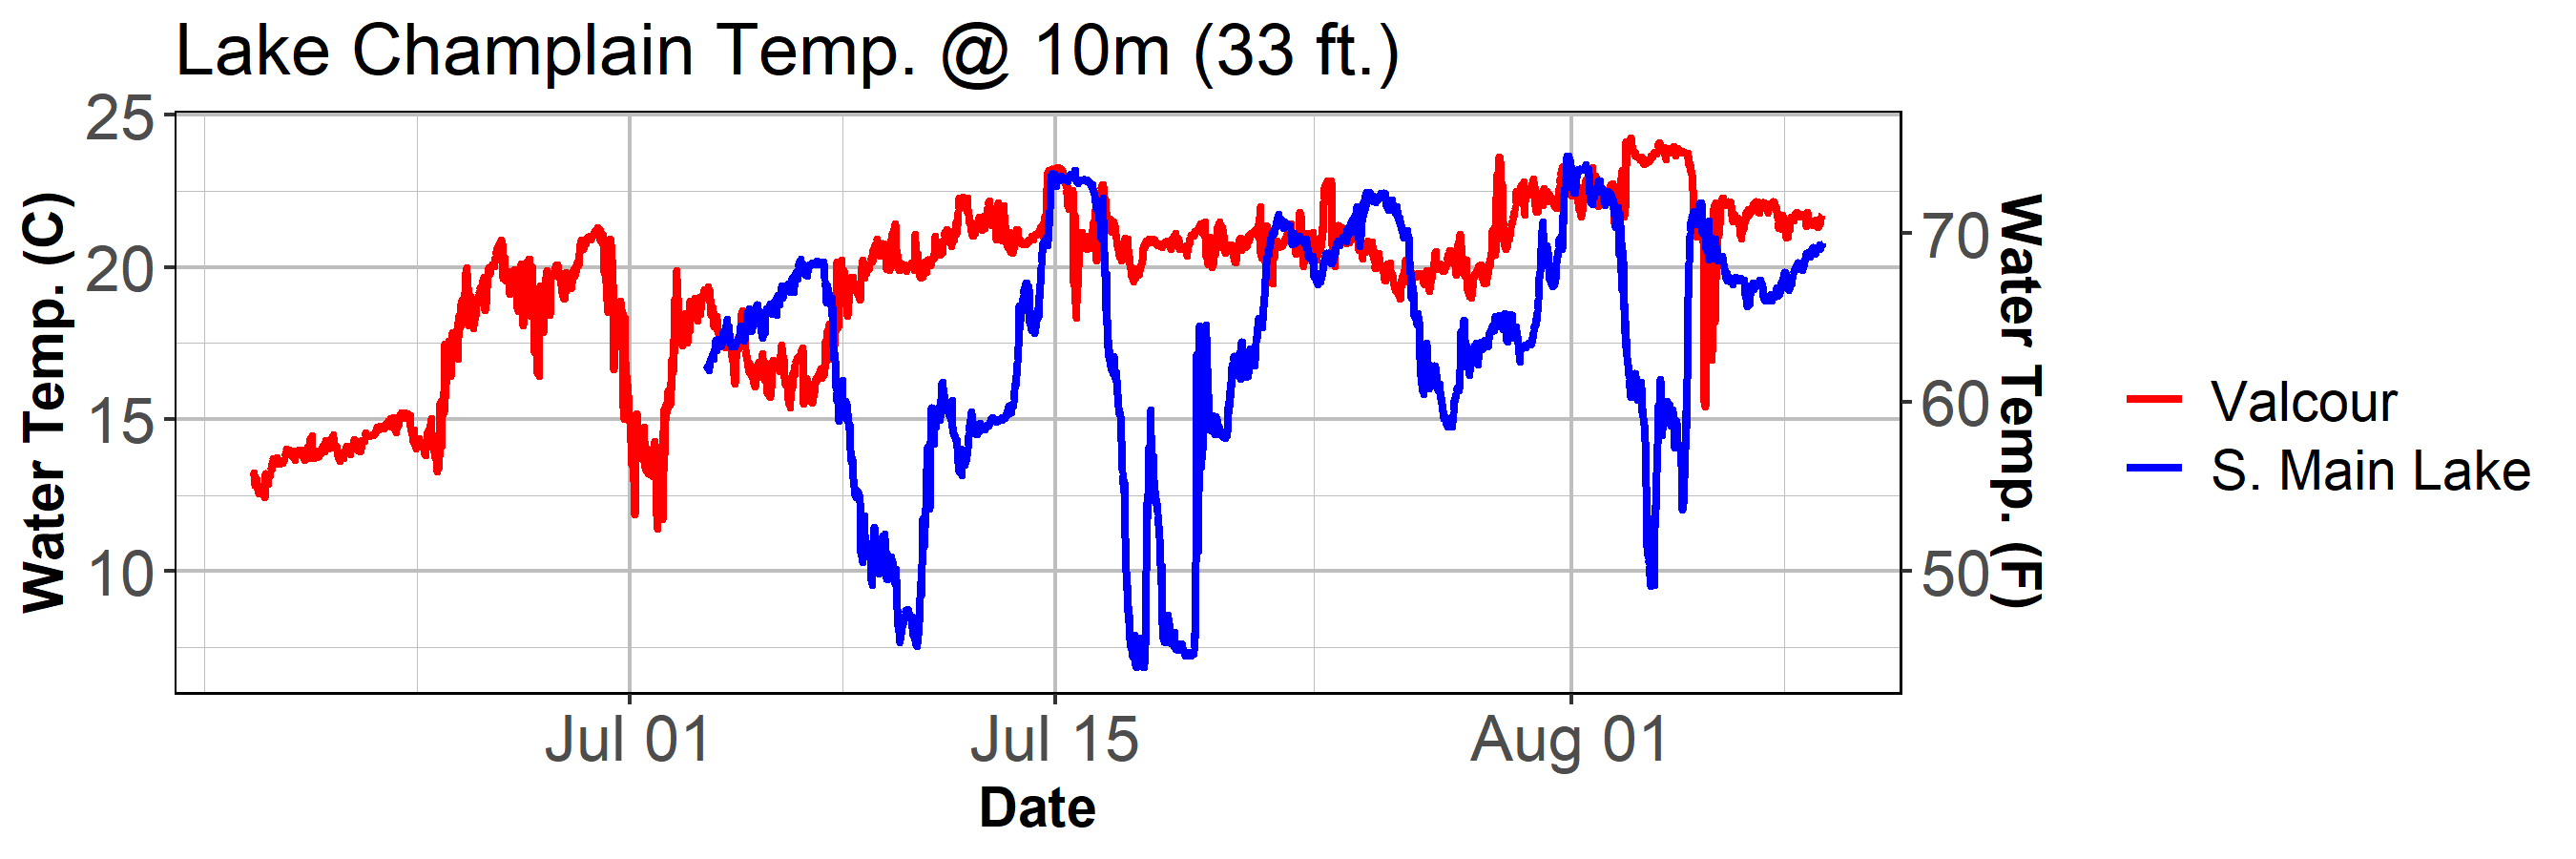 Lake Champlain Temp. @ 10m (33 ft.)
Water Temp. (C)
25
20
15
10
Water Temp. (F)
70
60
50
Jul 01
Jul 15
Aug 01
Date
Valcour
S. Main Lake